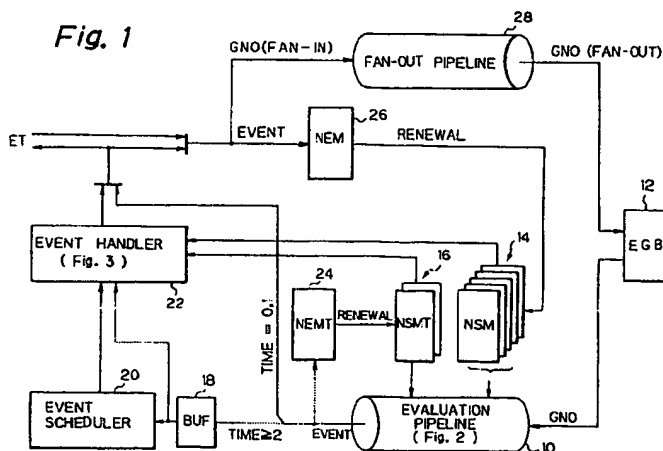 Fig. 1
28
GNO(FAN-IN)
FAN-OUT PIPELINE
GNO (FAN-OUT)
26
ET
EVENT
NEM
RENEWAL
12
EGB
EVENT HANDLER
(Fig. 3)
22
14
16
24
NEMT
RENEWAL
NSMT
NSM
TIME = 0,1
20
EVENT
SCHEDULER
18
BUF
TIME≥2
EVENT
EVALUATION
PIPELINE
(Fig. 2)
GNO
10